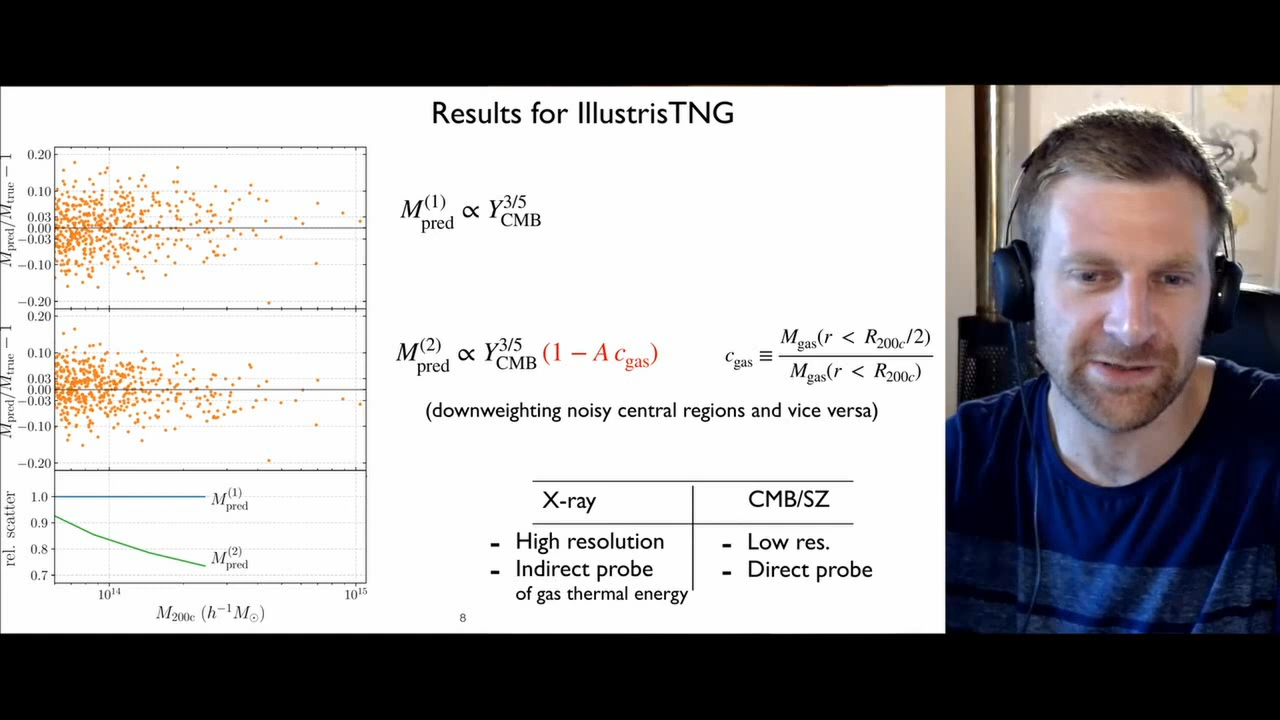 Results for IllustrisTNG
M_pred/M_true − 1
0.20
0.10
0.03
0.00
−0.03
−0.10
−0.20
M_pred^(1) ∝ Y_CMB^3/5
M_pred/M_true − 1
0.20
0.10
0.03
0.00
−0.03
−0.10
−0.20
M_pred^(2) ∝ Y_CMB^3/5 (1 − A c_gas)
c_gas ≡ M_gas(r < R_200c/2) / M_gas(r < R_200c)
(downweighting noisy central regions and vice versa)
rel. scatter
1.0
0.9
0.8
0.7
M_pred^(1)
M_pred^(2)
10^14
10^15
M_200c (h^−1 M_⊙)
X-ray CMB/SZ
- High resolution - Low res.
- Indirect probe - Direct probe
of gas thermal energy
8